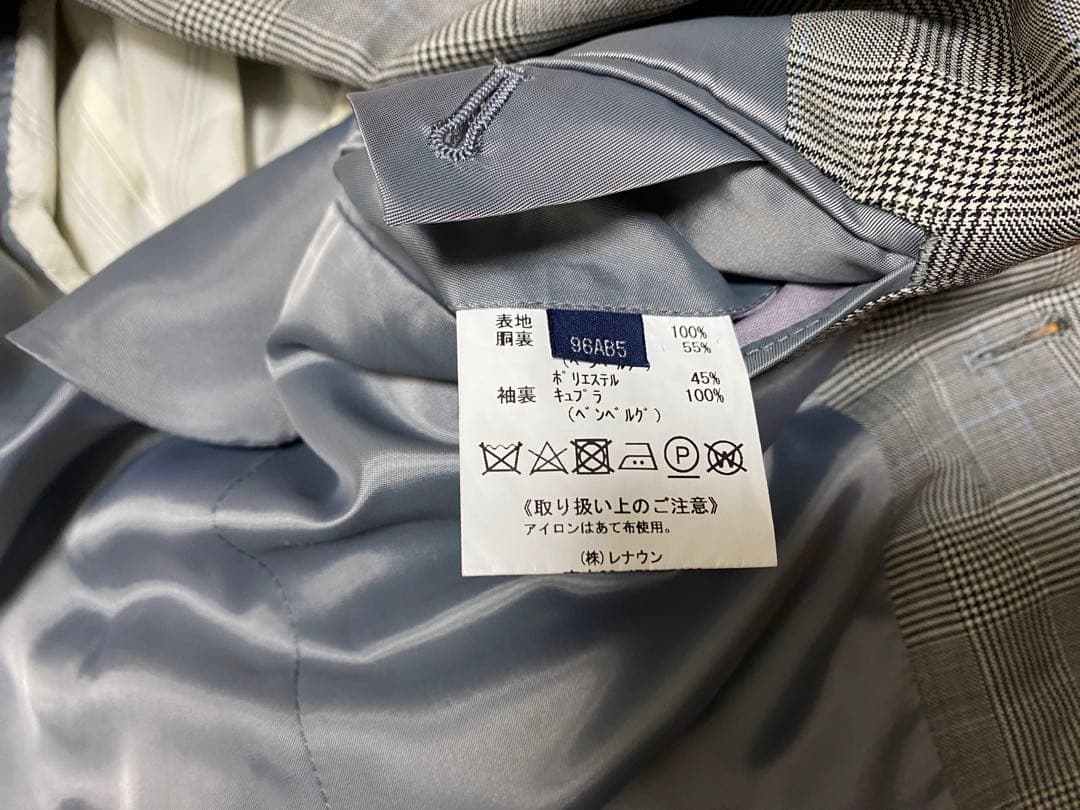 表地 100%
胴裏 55%
96AB5
ポリエステル 45%
袖裏 キュプラ 100%
(ベンベルグ)
P W
《取り扱い上のご注意》
アイロンはあて布使用。
(株)レナウン